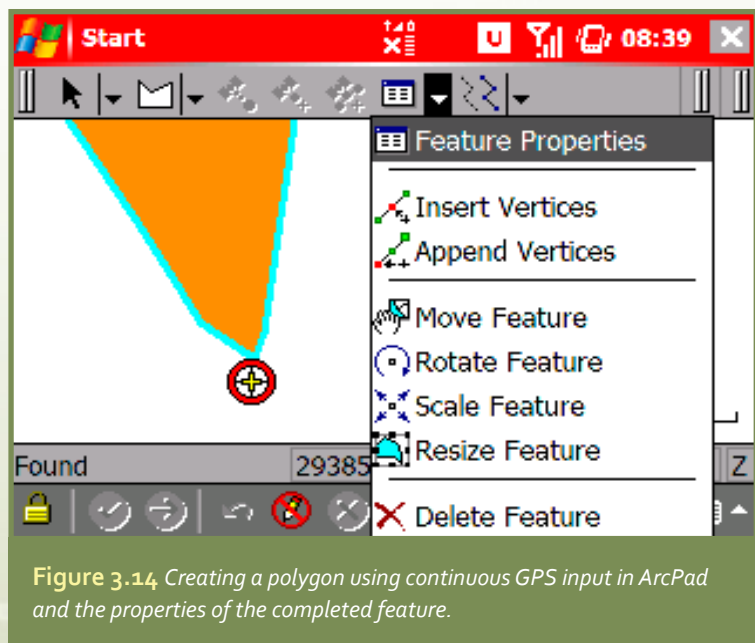 Start
U
08:39
Feature Properties
Insert Vertices
Append Vertices
Move Feature
Rotate Feature
Scale Feature
Resize Feature
Found
29385
Z
Delete Feature
Figure 3.14 Creating a polygon using continuous GPS input in ArcPad
and the properties of the completed feature.